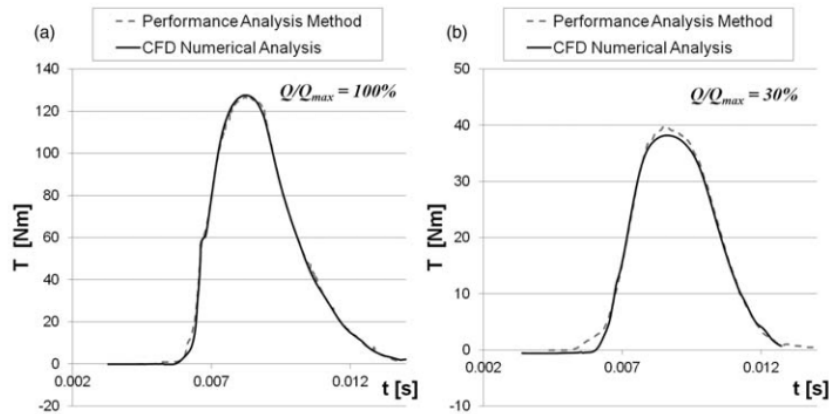 (a)
Performance Analysis Method
CFD Numerical Analysis
140
120
100
80
60
40
20
0
-20
T [Nm]
Q/Qmax = 100%
0.002
0.007
0.012
t [s]
(b)
Performance Analysis Method
CFD Numerical Analysis
50
40
30
20
10
0
-10
T [Nm]
Q/Qmax = 30%
0.002
0.007
0.012
t [s]